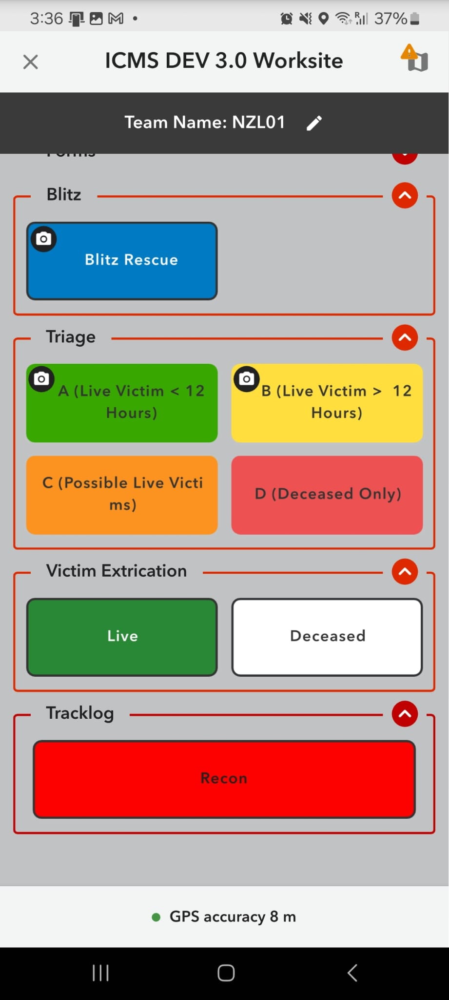 3:36
R
37%
ICMS DEV 3.0 Worksite
Team Name: NZL01
Forms
Blitz
Blitz Rescue
Triage
A (Live Victim < 12
Hours)
B (Live Victim >  12
Hours)
C (Possible Live Victi
ms)
D (Deceased Only)
Victim Extrication
Live
Deceased
Tracklog
Recon
GPS accuracy 8 m